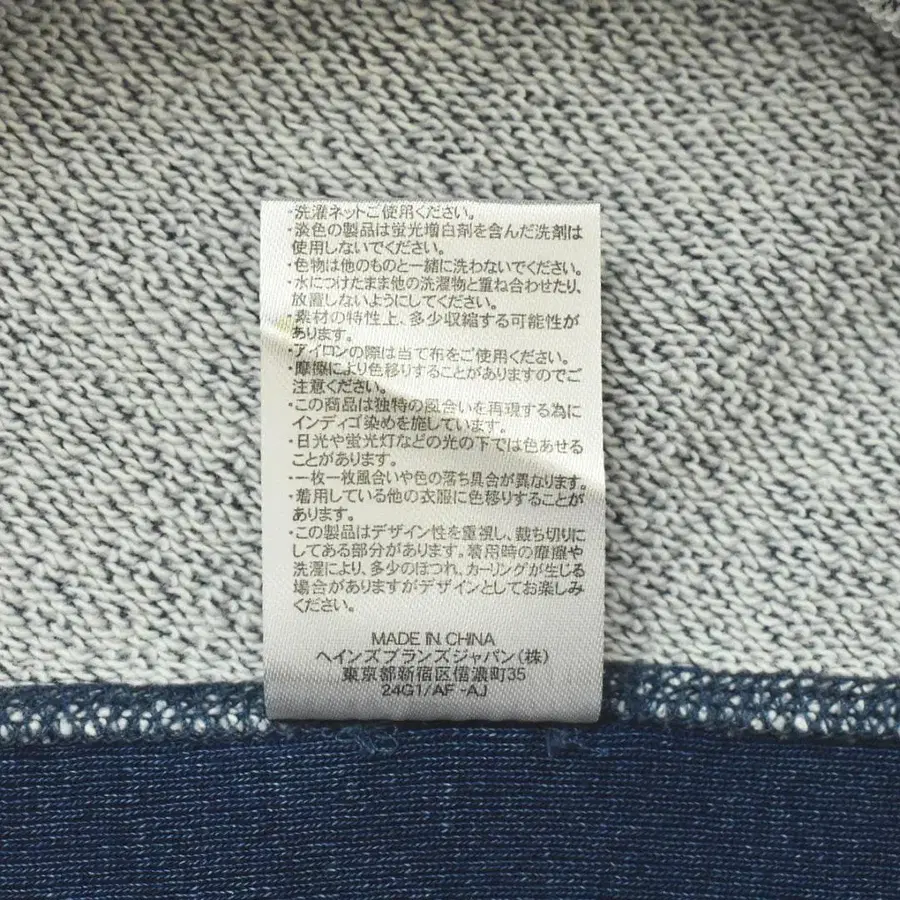 ・洗濯ネットご使用ください。
・淡色の製品は蛍光増白剤を含んだ洗剤は
使用しないでください。
・色物は他のものと一緒に洗わないでください。
・水につけたまま他の洗濯物と重ね合わせたり、
放置しないようにしてください。
・素材の特性上、多少収縮する可能性が
あります。
・アイロンの際は当て布をご使用ください。
・摩擦により色移りすることがありますのでご
注意ください。
・この商品は独特の風合いを再現する為に
インディゴ染めを施しています。
・日光や蛍光灯などの光の下では色あせる
ことがあります。
・一枚一枚風合いや色の落ち具合が異なります。
・着用している他の衣服に色移りすることが
あります。
・この製品はデザイン性を重視し、裁ち切りに
してある部分があります。着用時の摩擦や
洗濯により、多少のほつれ、カーリングが生じる
場合がありますがデザインとしてお楽しみ
ください。
MADE IN CHINA
ヘインズブランズジャパン(株)
東京都新宿区信濃町35
24G1/AF-AJ